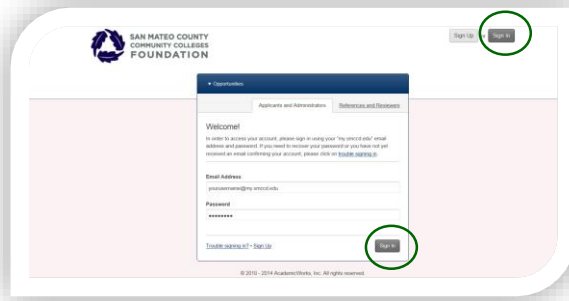 SAN MATEO COUNTY
COMMUNITY COLLEGES
FOUNDATION
Sign Up or Sign In
Opportunities
Applicants and Administrators References and Reviewers
Welcome!
In order to access your account, please sign in using your "my.smccd.edu" email
address and password. If you need to recover your password or you have not yet
received an email confirming your account, please click on trouble signing in.
Email Address
yourusername@my.smccd.edu
Password
••••••••
Trouble signing in? • Sign Up Sign In
© 2010 - 2014 AcademicWorks, Inc. All rights reserved.